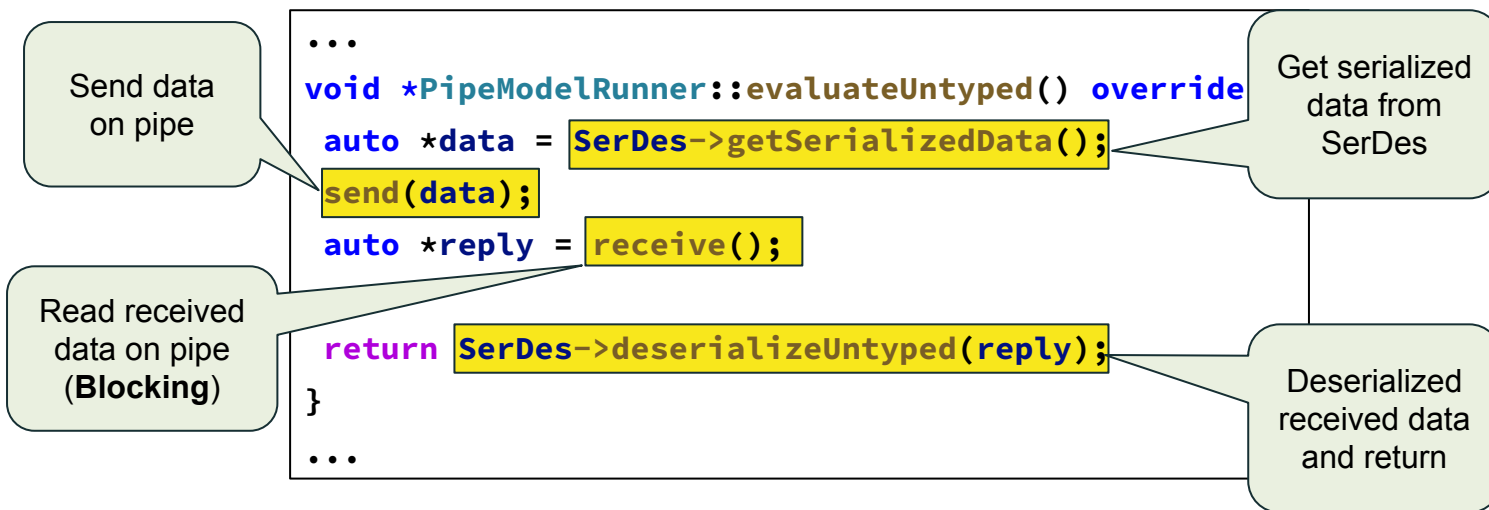 ...
void *PipeModelRunner::evaluateUntyped() override
auto *data = SerDes->getSerializedData();
send(data);
auto *reply = receive();
return SerDes->deserializeUntyped(reply);
}
...
Send data
on pipe
Read received
data on pipe
(Blocking)
Get serialized
data from
SerDes
Deserialized
received data
and return